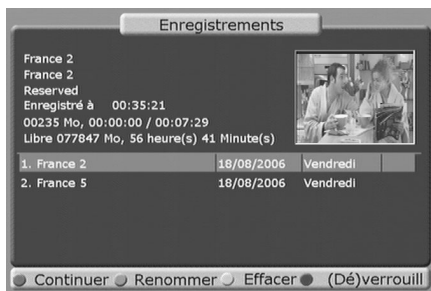 Enregistrements
France 2
France 2
Reserved
Enregistré à 00:35:21
00235 Mo, 00:00:00 / 00:07:29
Libre 077847 Mo, 56 heure(s) 41 Minute(s)
1. France 2 18/08/2006 Vendredi
2. France 5 18/08/2006 Vendredi
Continuer Renommer Effacer (Dé)verrouill